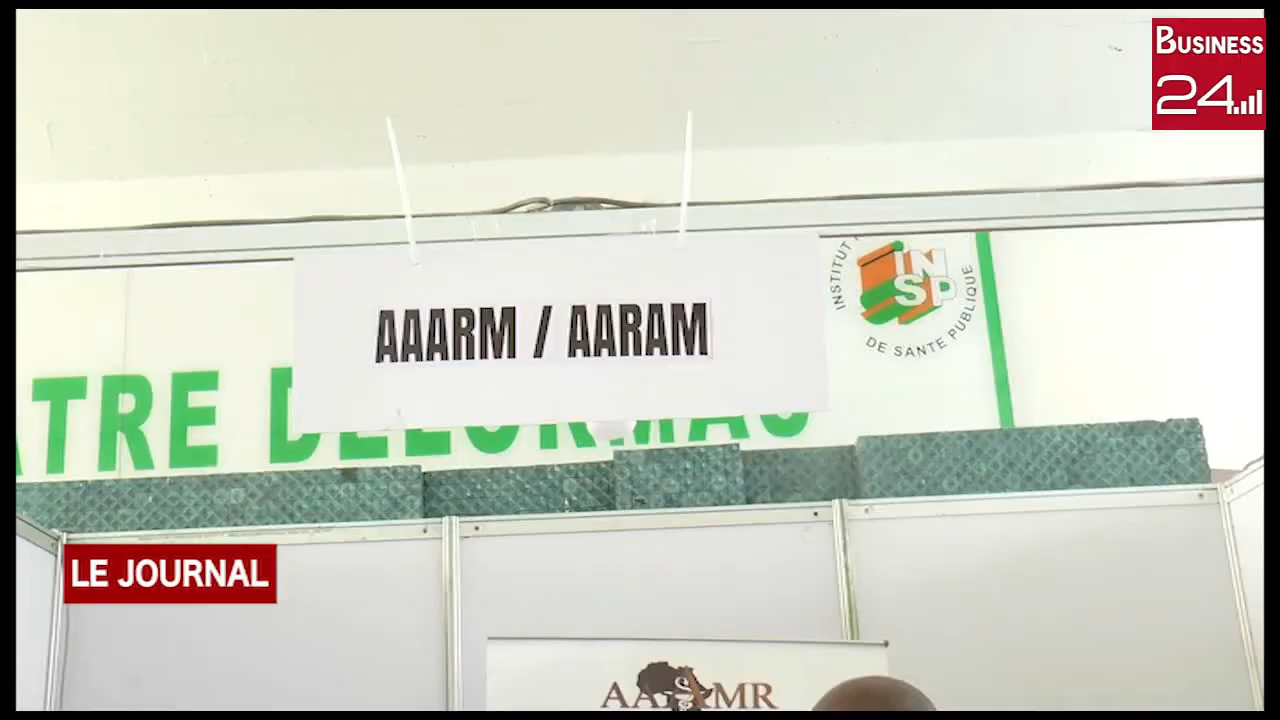 BUSINESS
24
INSTITUT
INSP
DE SANTE PUBLIQUE
AAARM / AARAM
LE JOURNAL